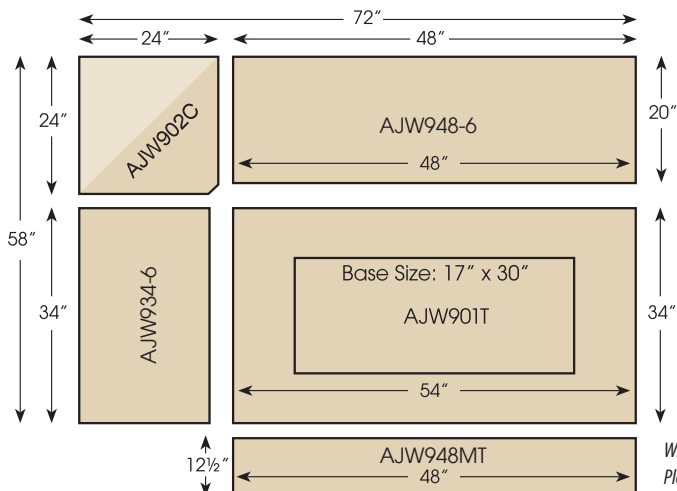 72″
24″
48″
24″
AJW902C
AJW948-6
20″
48″
58″
34″
AJW934-6
Base Size: 17″ x 30″
AJW901T
34″
54″
12½″
AJW948MT
48″